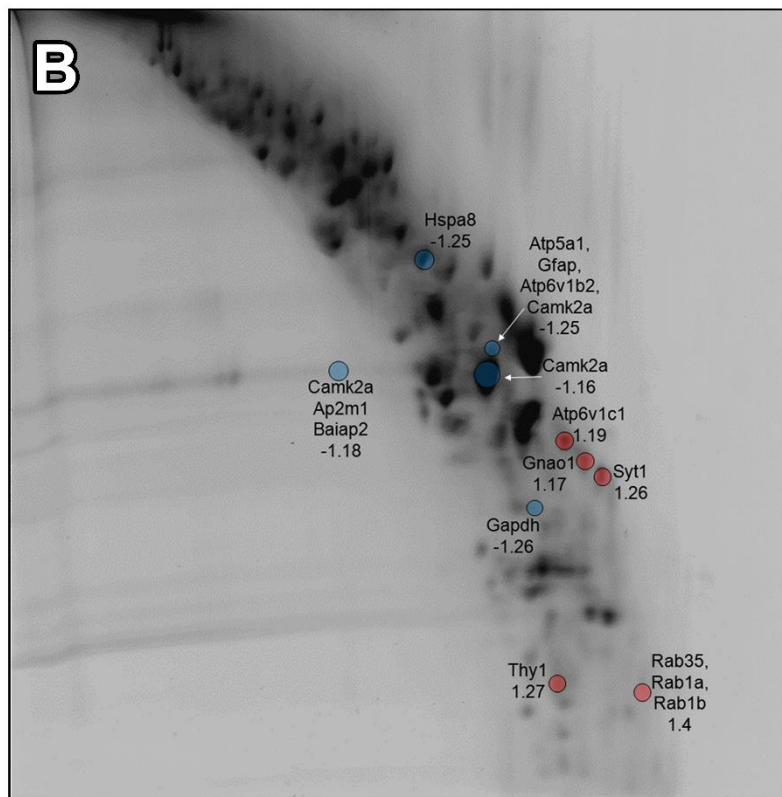 B
Hspa8
-1.25
Atp5a1,
Gfap,
Atp6v1b2,
Camk2a
-1.25
Camk2a
-1.16
Camk2a
Ap2m1
Baiap2
-1.18
Atp6v1c1
1.19
Gnao1
1.17
Syt1
1.26
Gapdh
-1.26
Thy1
1.27
Rab35,
Rab1a,
Rab1b
1.4